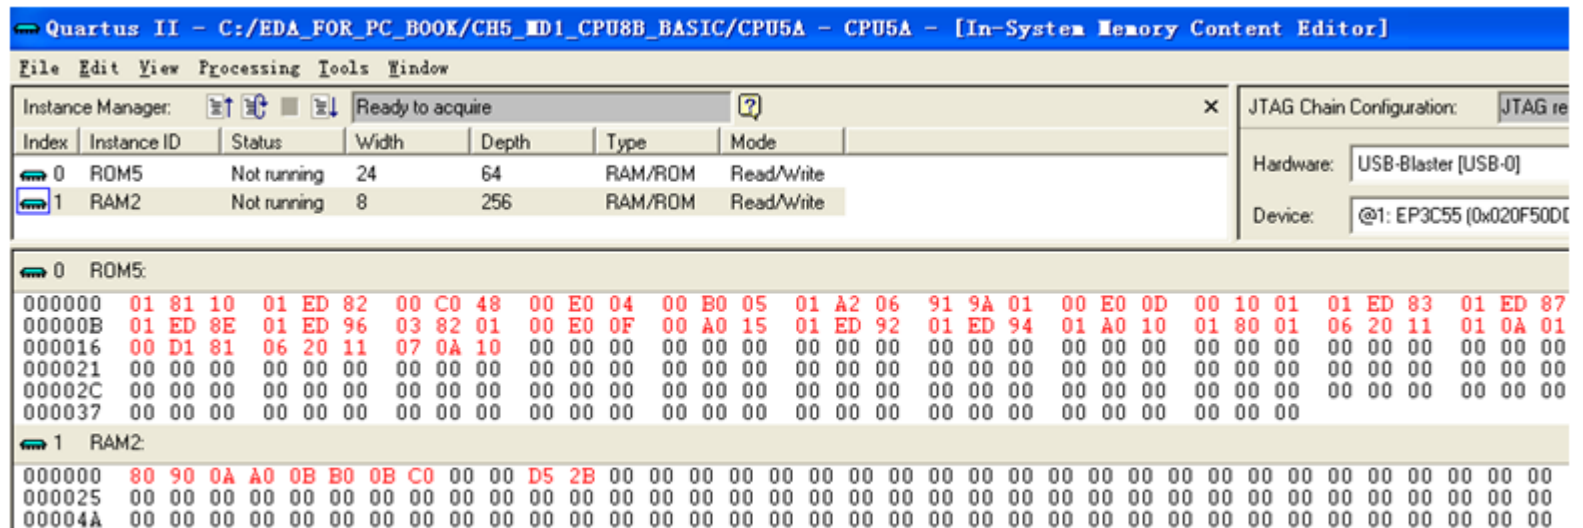 Quartus II - C:/EDA_FOR_PC_BOOK/CH5_MD1_CPU8B_BASIC/CPU5A - CPU5A - [In-System Memory Content Editor]
File Edit View Processing Tools Window
Instance Manager: Ready to acquire ? × JTAG Chain Configuration: JTAG re
Index Instance ID Status Width Depth Type Mode
0 ROM5 Not running 24 64 RAM/ROM Read/Write
Hardware: USB-Blaster [USB-0]
1 RAM2 Not running 8 256 RAM/ROM Read/Write
Device: @1: EP3C55 (0x020F50DD
0 ROM5:
000000 01 81 10 01 ED 82 00 C0 48 00 E0 04 00 B0 05 01 A2 06 91 9A 01 00 E0 0D 00 10 01 01 ED 83 01 ED 87
00000B 01 ED 8E 01 ED 96 03 82 01 00 E0 0F 00 A0 15 01 ED 92 01 ED 94 01 A0 10 01 80 01 06 20 11 01 0A 01
000016 00 D1 81 06 20 11 07 0A 10 00 00 00 00 00 00 00 00 00 00 00 00 00 00 00 00 00 00 00 00 00 00 00 00
000021 00 00 00 00 00 00 00 00 00 00 00 00 00 00 00 00 00 00 00 00 00 00 00 00 00 00 00 00 00 00 00 00 00
00002C 00 00 00 00 00 00 00 00 00 00 00 00 00 00 00 00 00 00 00 00 00 00 00 00 00 00 00 00 00 00 00 00 00
000037 00 00 00 00 00 00 00 00 00 00 00 00 00 00 00 00 00 00 00 00 00 00 00 00 00 00 00
1 RAM2:
000000 80 90 0A A0 0B B0 0B C0 00 00 D5 2B 00 00 00 00 00 00 00 00 00 00 00 00 00 00 00 00 00 00 00 00 00 00 00 00
000025 00 00 00 00 00 00 00 00 00 00 00 00 00 00 00 00 00 00 00 00 00 00 00 00 00 00 00 00 00 00 00 00 00 00 00 00
00004A 00 00 00 00 00 00 00 00 00 00 00 00 00 00 00 00 00 00 00 00 00 00 00 00 00 00 00 00 00 00 00 00 00 00 00 00